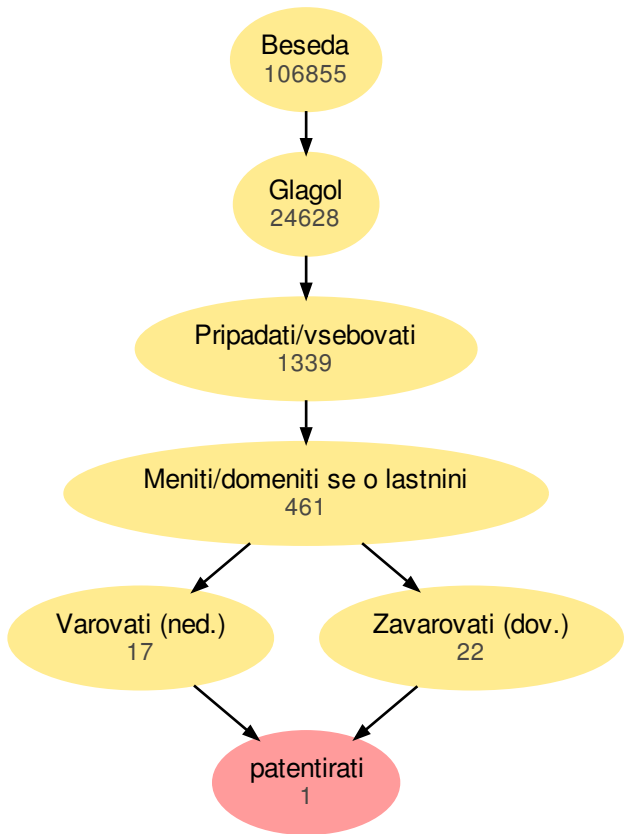 Beseda
106855
Glagol
24628
Pripadati/vsebovati
1339
Meniti/domeniti se o lastnini
461
Varovati (ned.)
17
Zavarovati (dov.)
22
patentirati
1